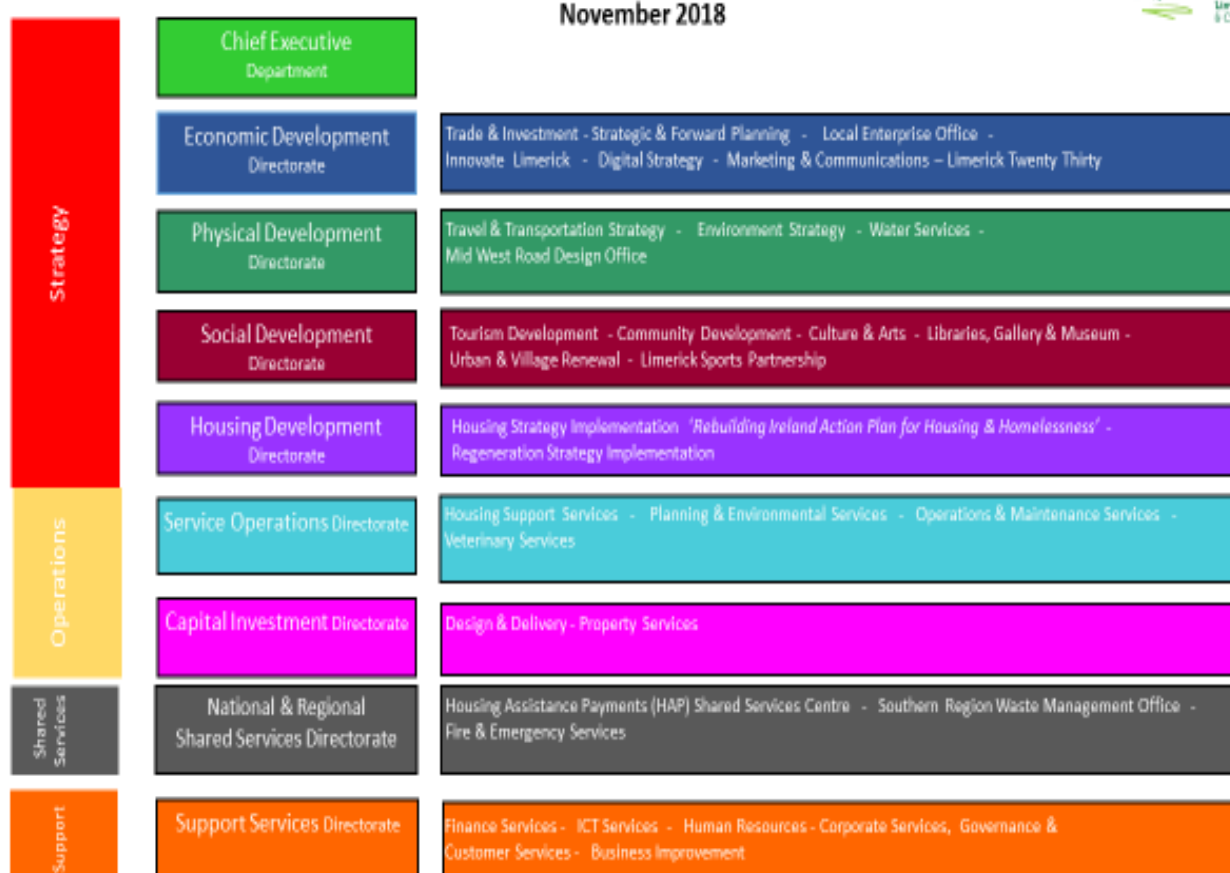 November 2018
Strategy
Chief Executive
Department
Economic Development
Directorate
Trade & Investment - Strategic & Forward Planning - Local Enterprise Office -
Innovate Limerick - Digital Strategy - Marketing & Communications – Limerick Twenty Thirty
Physical Development
Directorate
Travel & Transportation Strategy - Environment Strategy - Water Services -
Mid West Road Design Office
Social Development
Directorate
Tourism Development - Community Development - Culture & Arts - Libraries, Gallery & Museum -
Urban & Village Renewal - Limerick Sports Partnership
Housing Development
Directorate
Housing Strategy Implementation 'Rebuilding Ireland Action Plan for Housing & Homelessness' -
Regeneration Strategy Implementation
Operations
Service Operations Directorate
Housing Support Services - Planning & Environmental Services - Operations & Maintenance Services -
Veterinary Services
Capital Investment Directorate
Design & Delivery - Property Services
Shared
Services
National & Regional
Shared Services Directorate
Housing Assistance Payments (HAP) Shared Services Centre - Southern Region Waste Management Office -
Fire & Emergency Services
Support
Support Services Directorate
Finance Services - ICT Services - Human Resources - Corporate Services, Governance &
Customer Services - Business Improvement